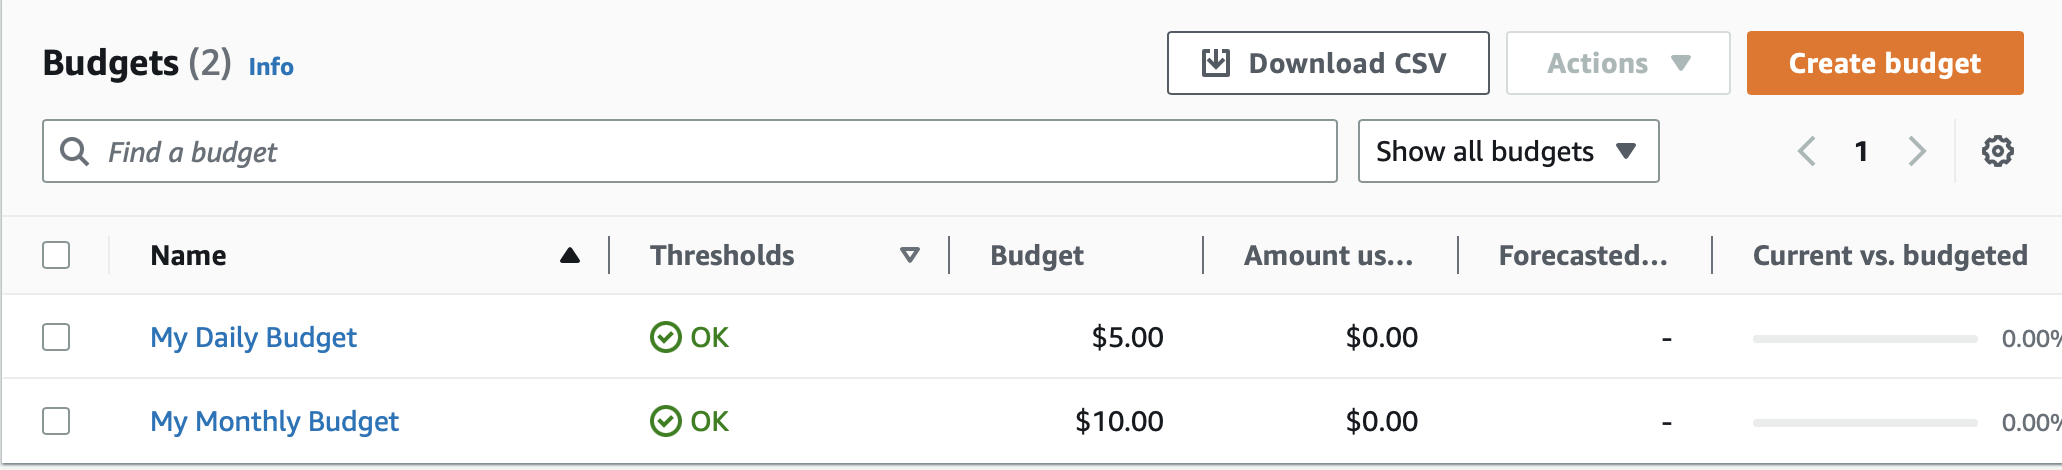 Budgets (2) Info
Download CSV
Actions
Create budget
Find a budget
Show all budgets
1
Name Thresholds Budget Amount us... Forecasted... Current vs. budgeted
My Daily Budget OK $5.00 $0.00 - 0.00%
My Monthly Budget OK $10.00 $0.00 - 0.00%